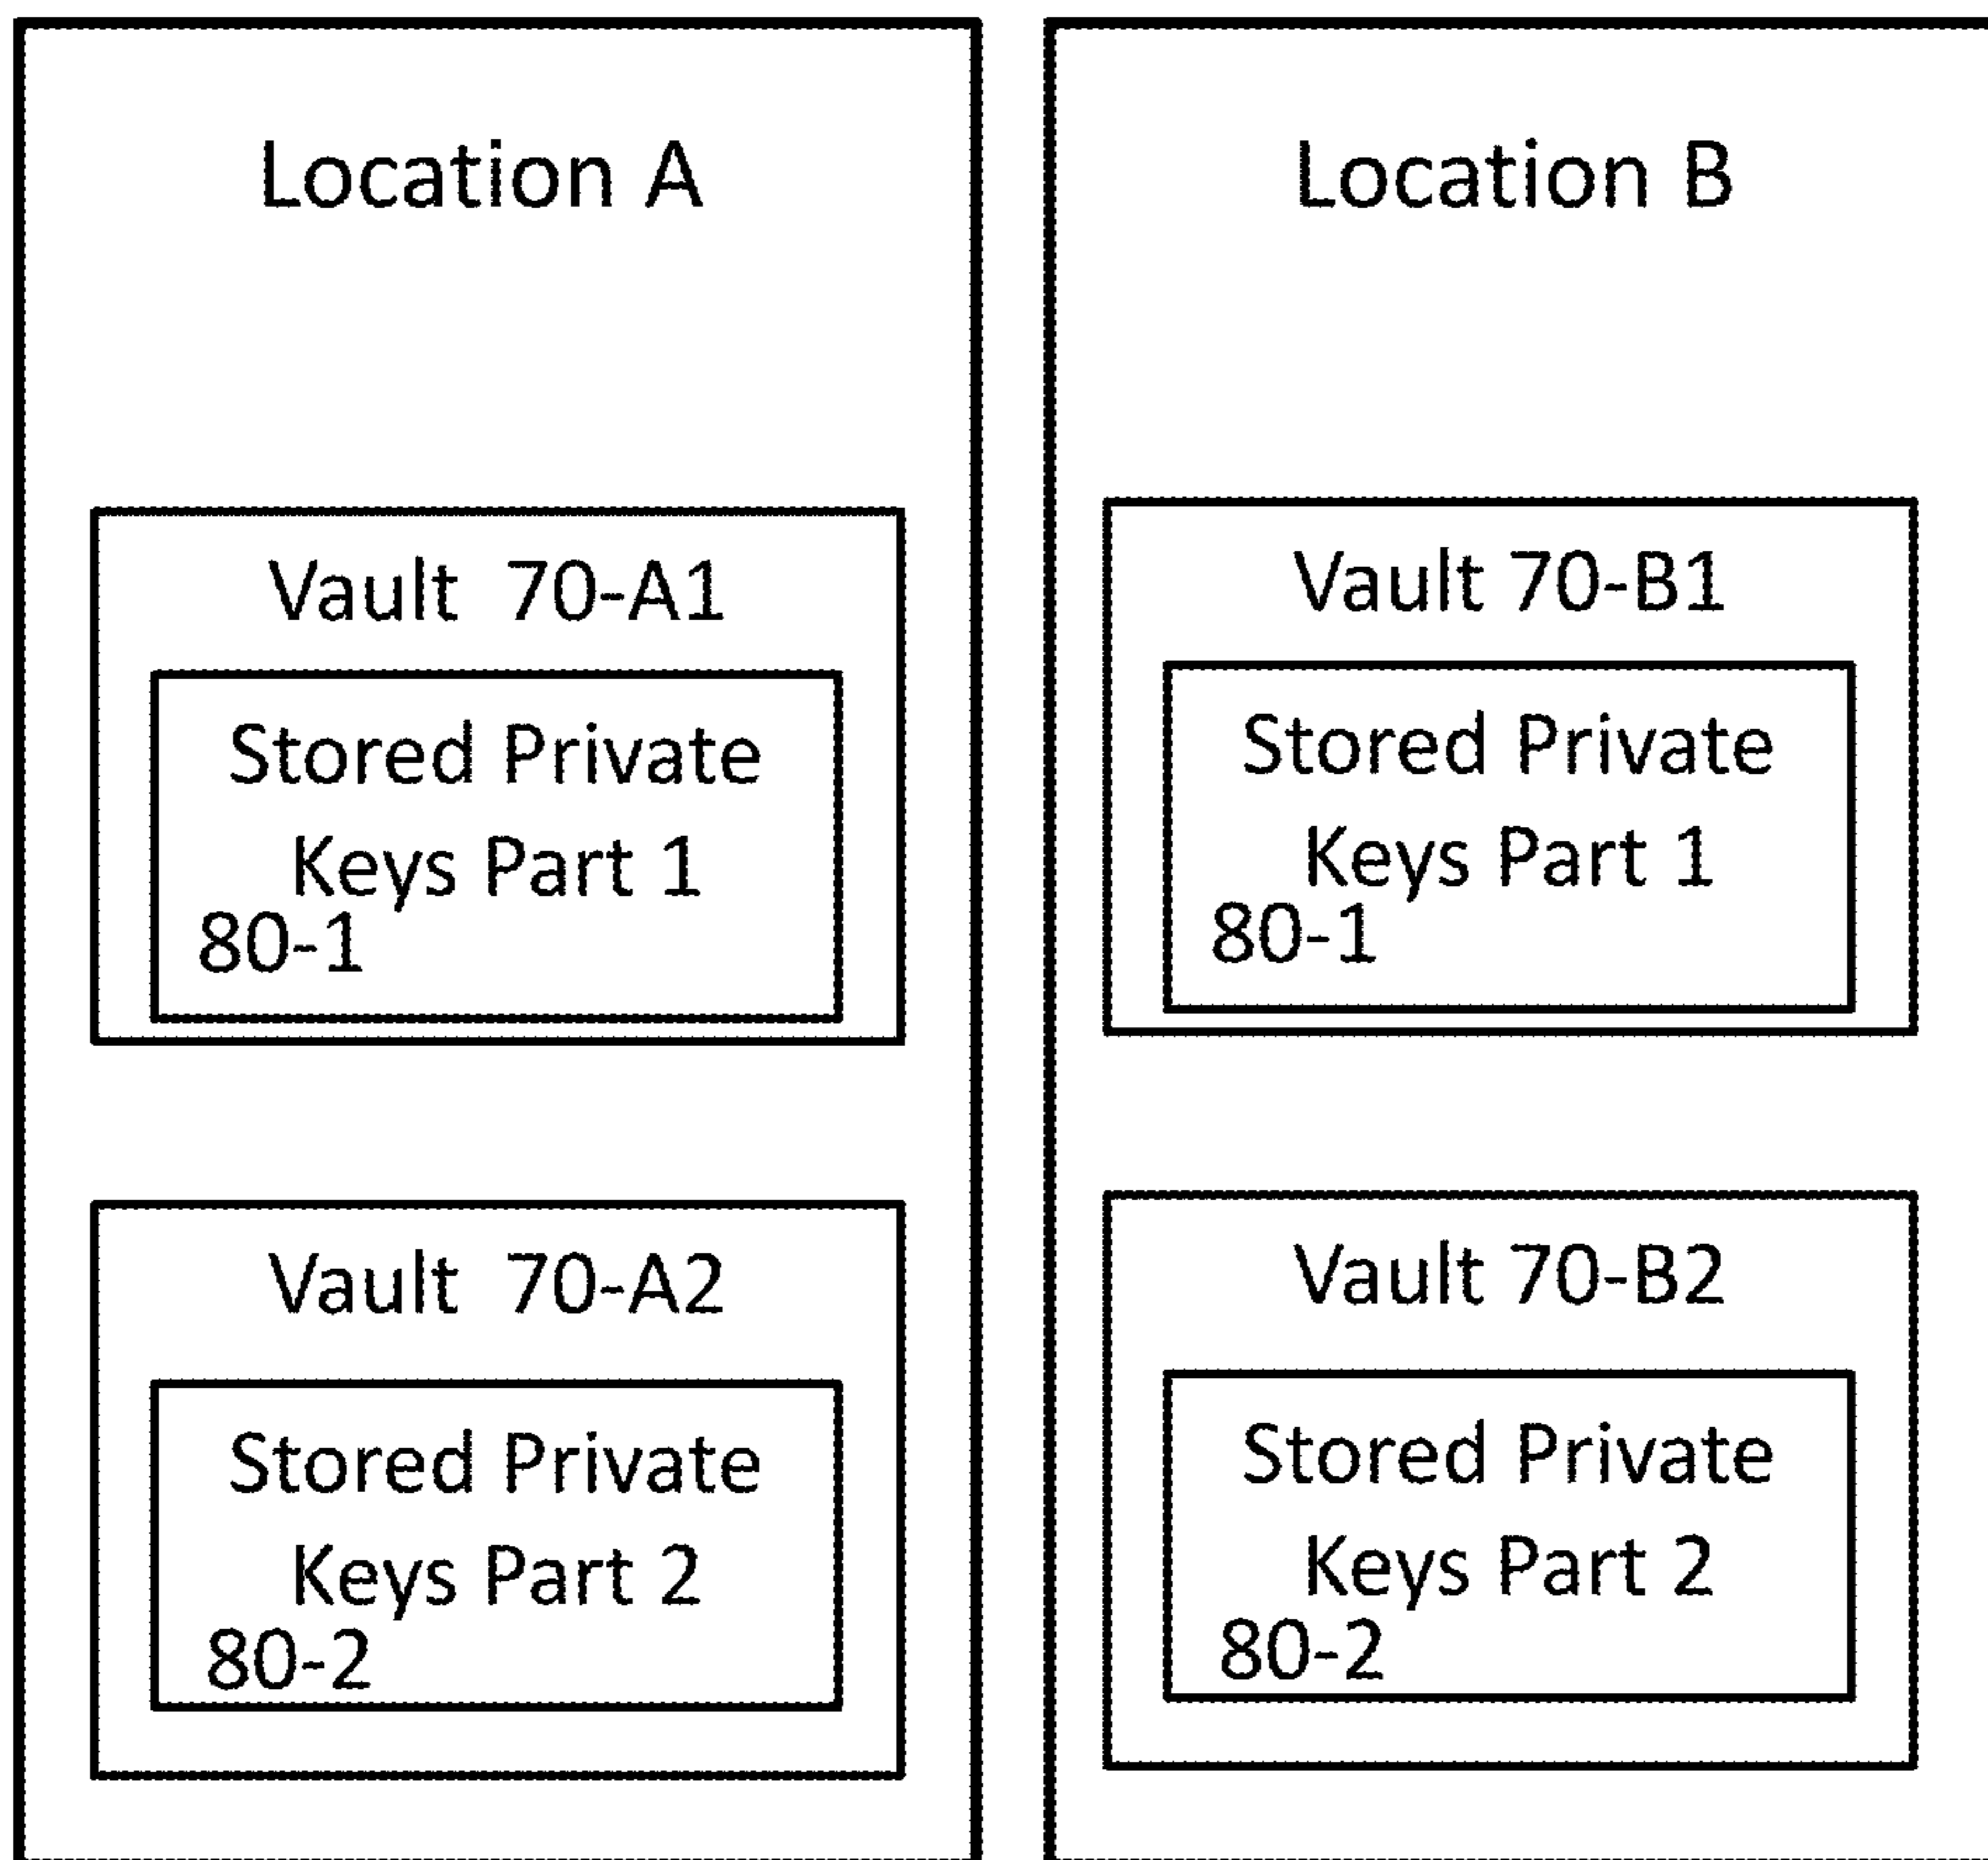 Location A
Vault 70-A1
Stored Private
Keys Part 1
80-1
Vault 70-A2
Stored Private
Keys Part 2
80-2
Location B
Vault 70-B1
Stored Private
Keys Part 1
80-1
Vault 70-B2
Stored Private
Keys Part 2
80-2